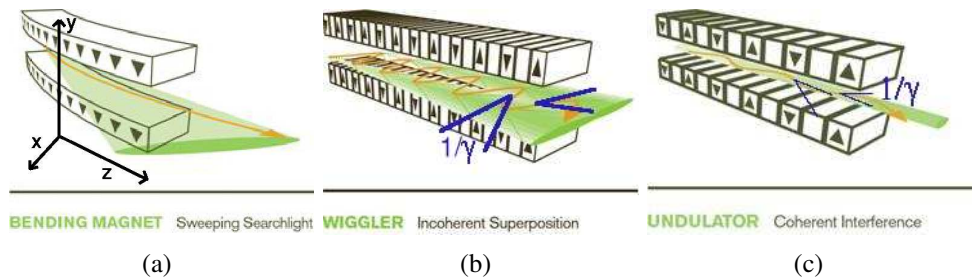 y
x
z
1/γ
1/γ
BENDING MAGNET Sweeping Searchlight
WIGGLER Incoherent Superposition
UNDULATOR Coherent Interference
(a)
(b)
(c)